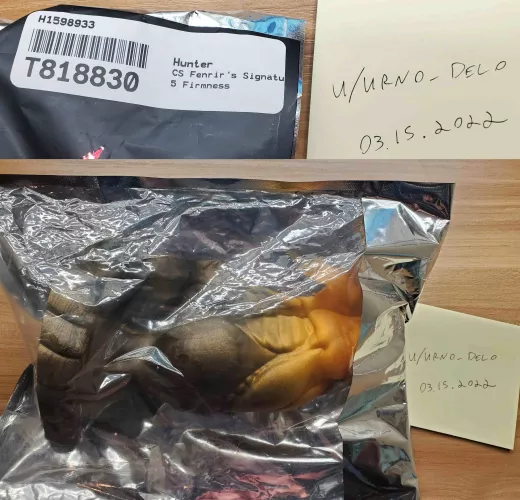 H1598933
T818830
Hunter
CS Fenrir's Signatu
5 Firmness
U/URNO_DELO
03.15.2022
U/URNO_DELO
03.15.2022